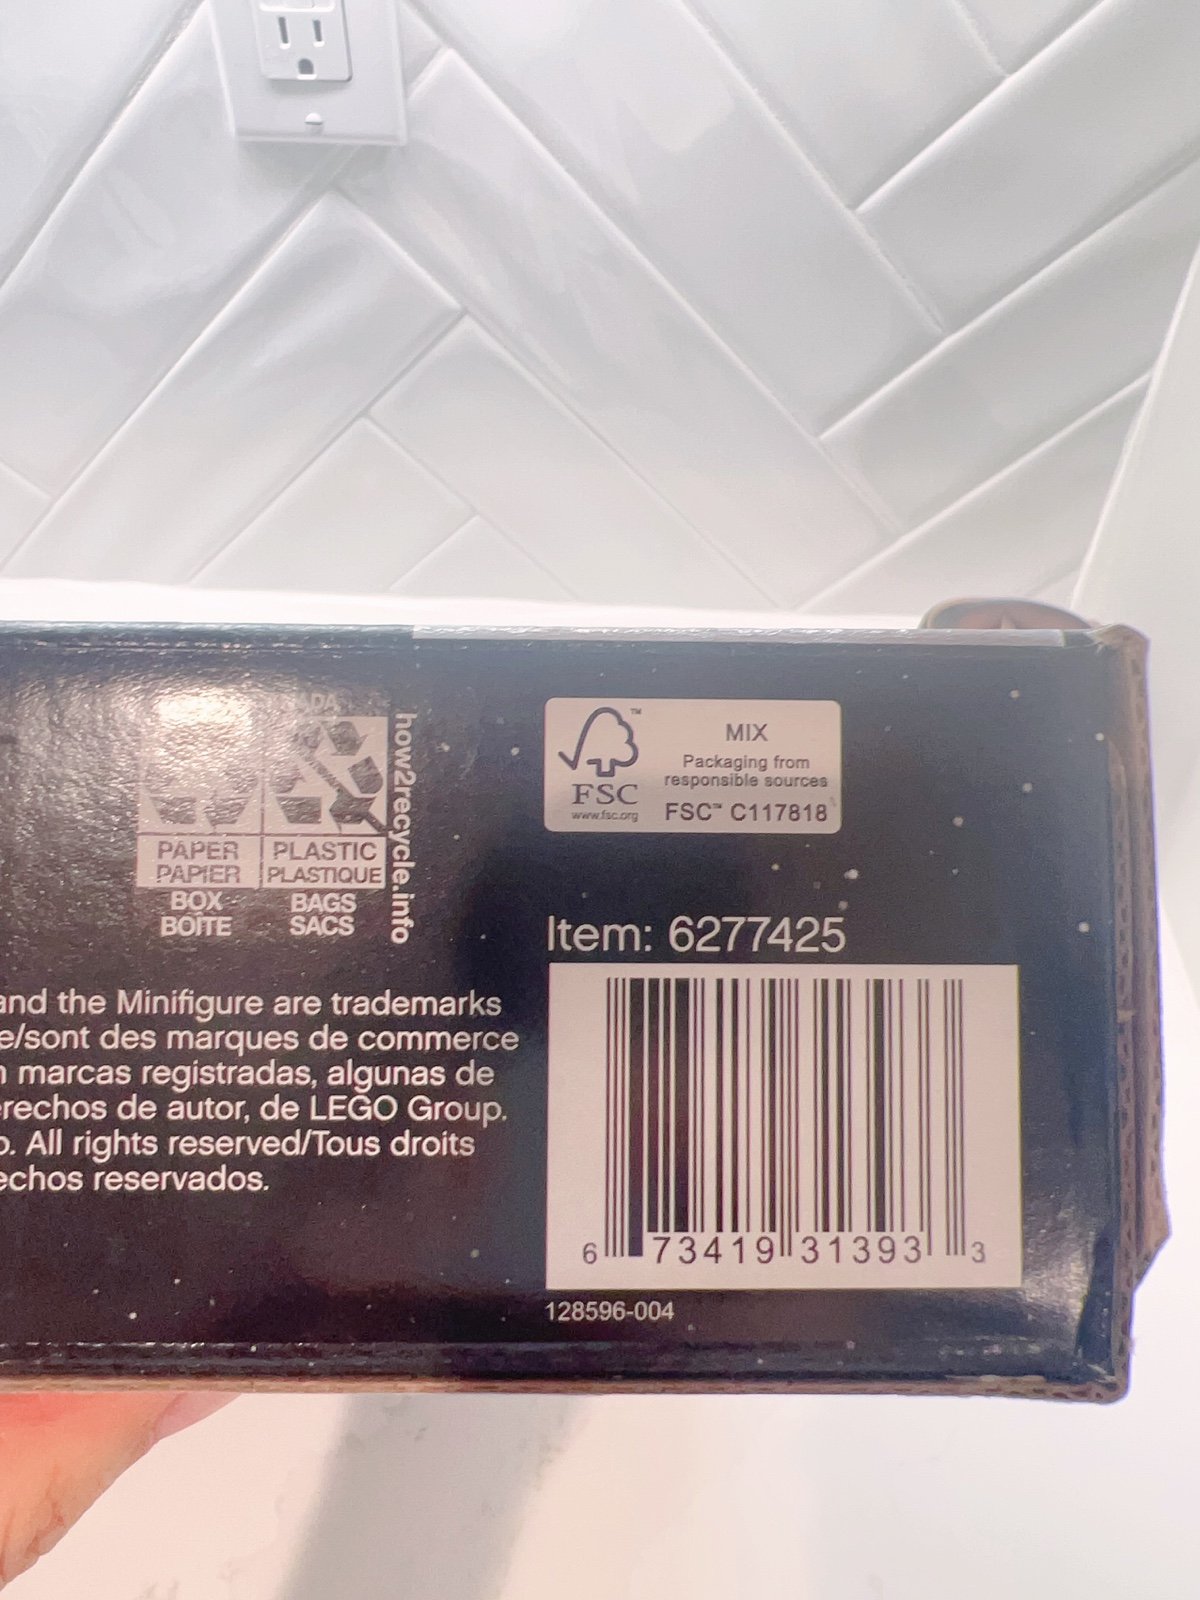 PAPER
PAPIER
BOX
BOÎTE
PLASTIC
PLASTIQUE
BAGS
SACS
how2recycle.info
and the Minifigure are trademarks
e/sont des marques de commerce
n marcas registradas, algunas de
erechos de autor, de LEGO Group.
o. All rights reserved/Tous droits
echos reservados.
™
FSC
www.fsc.org
MIX
Packaging from
responsible sources
FSC™ C117818
Item: 6277425
6 73419 31393 3
128596-004